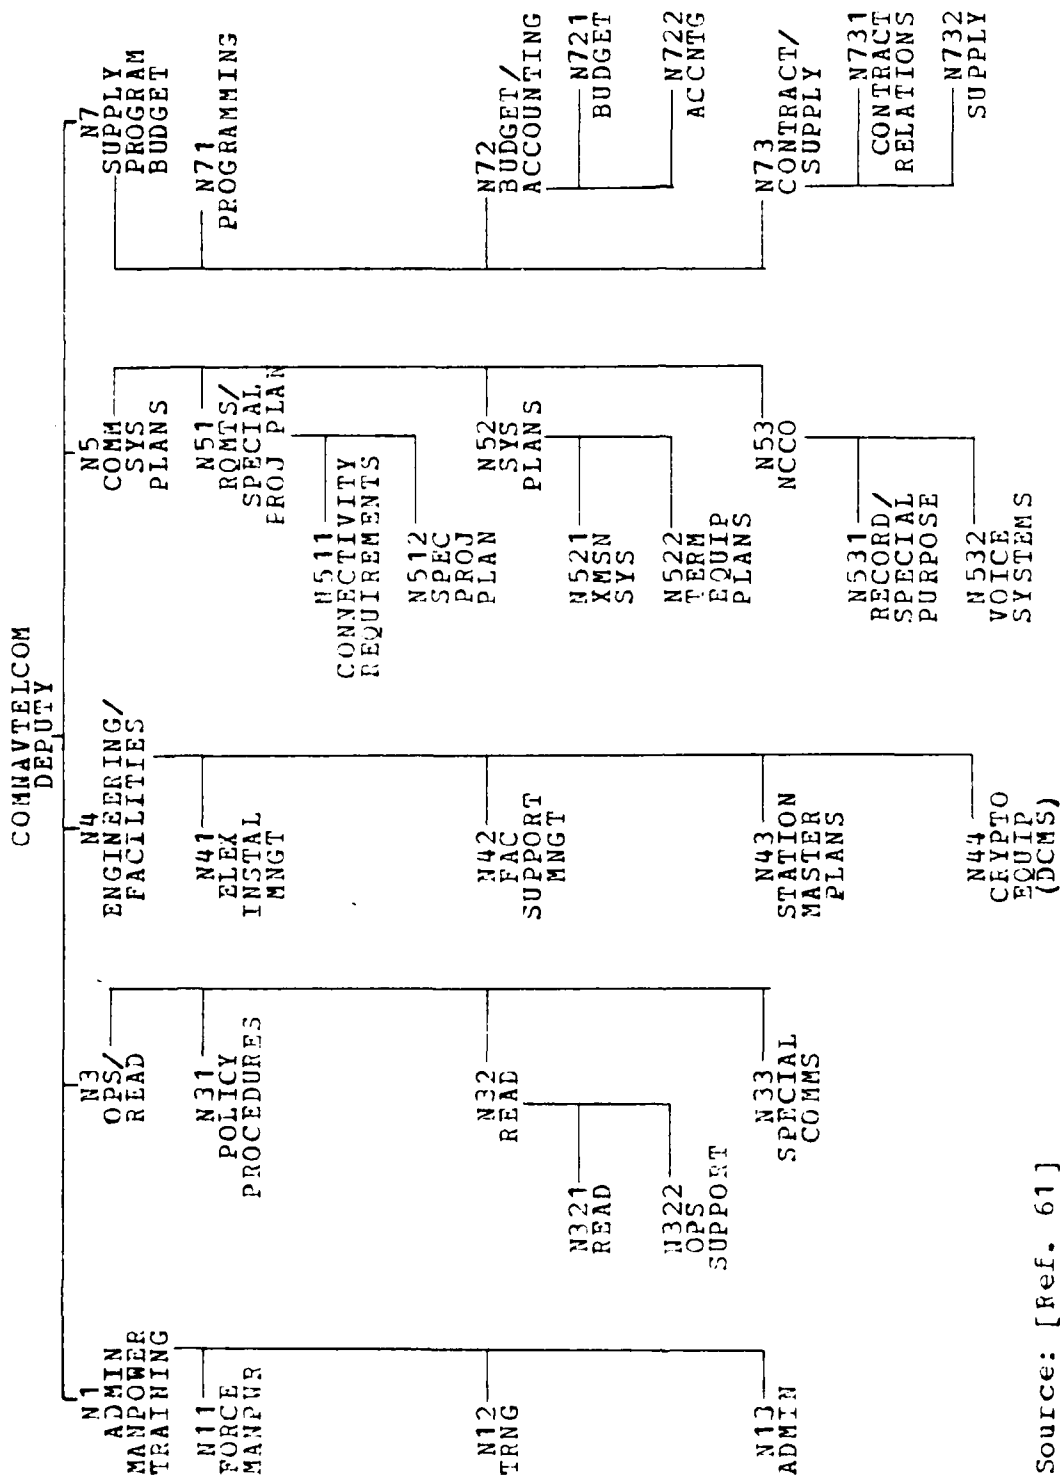 COMNAVTELCOM
DEPUTY
N1
ADMIN
MANPOWER
TRAINING
N11
FORCE
MANPWR
N12
TRNG
N13
ADMIN
N3
OPS/
READ
N31
POLICY
PROCEDURES
N32
READ
N321
READ
N322
OPS
SUPPORT
N33
SPECIAL
COMMS
N4
ENGINEERING/
FACILITIES
N41
ELEX
INSTAL
MNGT
N42
FAC
SUPPORT
MNGT
N43
STATION
MASTER
PLANS
N44
CRYPTO
EQUIP
(DCMS)
N5
COMM
SYS
PLANS
N51
RQMTS/
SPECIAL
PROJ PLAN
N511
CONNECTIVITY
REQUIREMENTS
N512
SPEC
PROJ
PLAN
N52
SYS
PLANS
N521
XMSN
SYS
N522
TERM
EQUIP
PLANS
N53
NCCO
N531
RECORD/
SPECIAL
PURPOSE
N532
VOICE
SYSTEMS
N7
SUPPLY
PROGRAM
BUDGET
N71
PROGRAMMING
N72
BUDGET/
ACCOUNTING
N721
BUDGET
N722
ACCNTG
N73
CONTRACT/
SUPPLY
N731
CONTRACT
RELATIONS
N732
SUPPLY
Source: [Ref. 61]